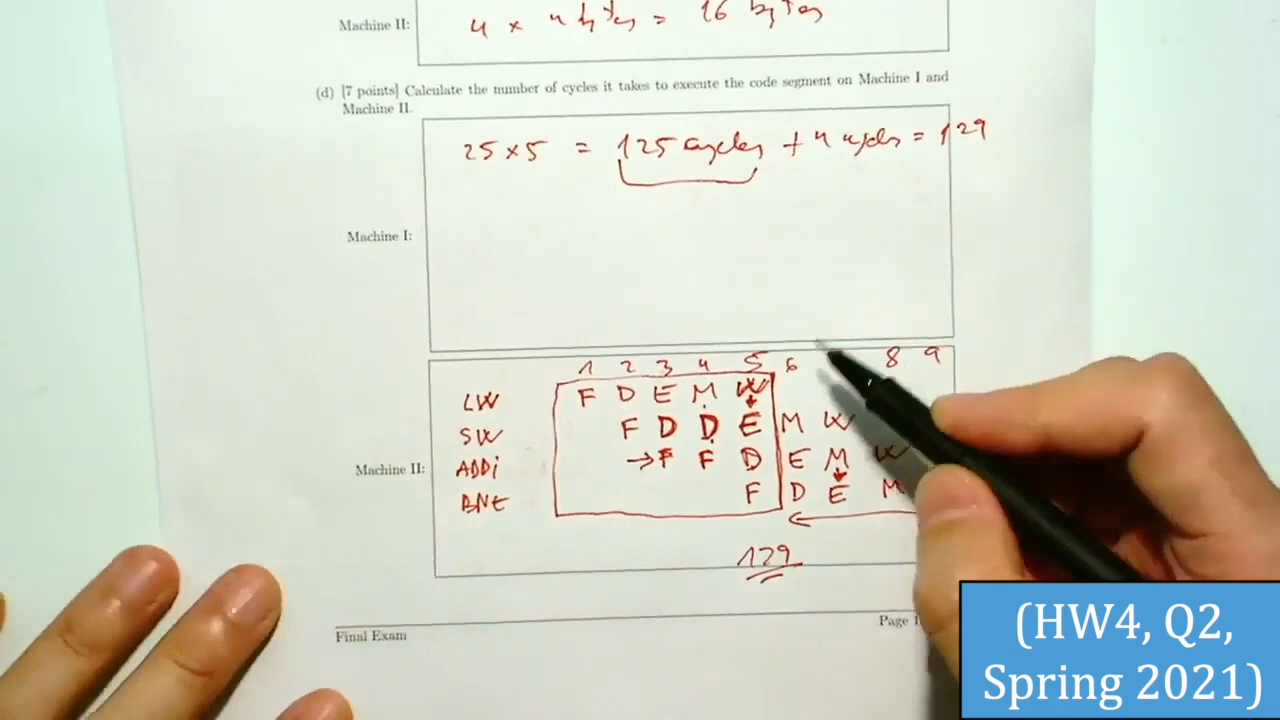 Machine II: 4 x 4 bytes = 16 bytes
(d) [7 points] Calculate the number of cycles it takes to execute the code segment on Machine I and
Machine II.
25 x 5 = 125 cycles + 4 cycles = 129
Machine I:
1 2 3 4 5 6 8 9
LW F D E M W
SW F D D E M W
ADDi → F F D E M W
Machine II:
BNE F D E M
129
Final Exam
Page 1
(HW4, Q2,
Spring 2021)